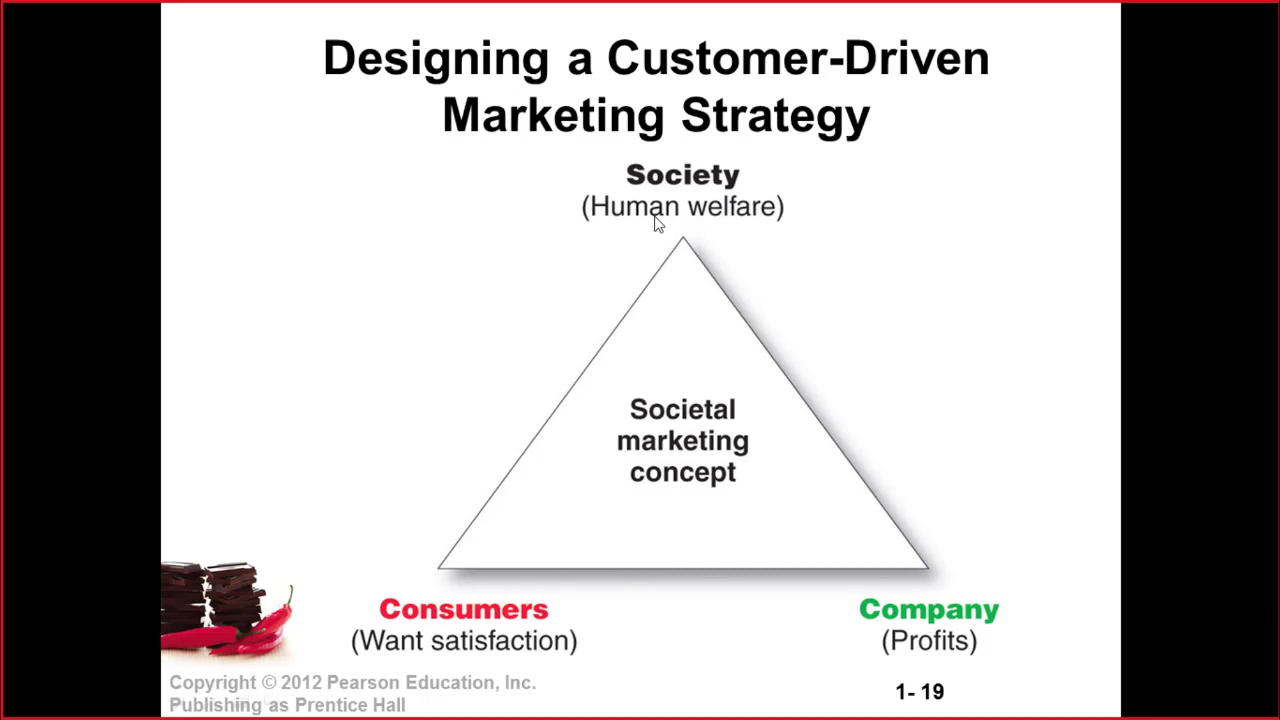 Designing a Customer-Driven
Marketing Strategy
Society
(Human welfare)
Societal
marketing
concept
Consumers
(Want satisfaction)
Company
(Profits)
Copyright © 2012 Pearson Education, Inc.
Publishing as Prentice Hall
1- 19